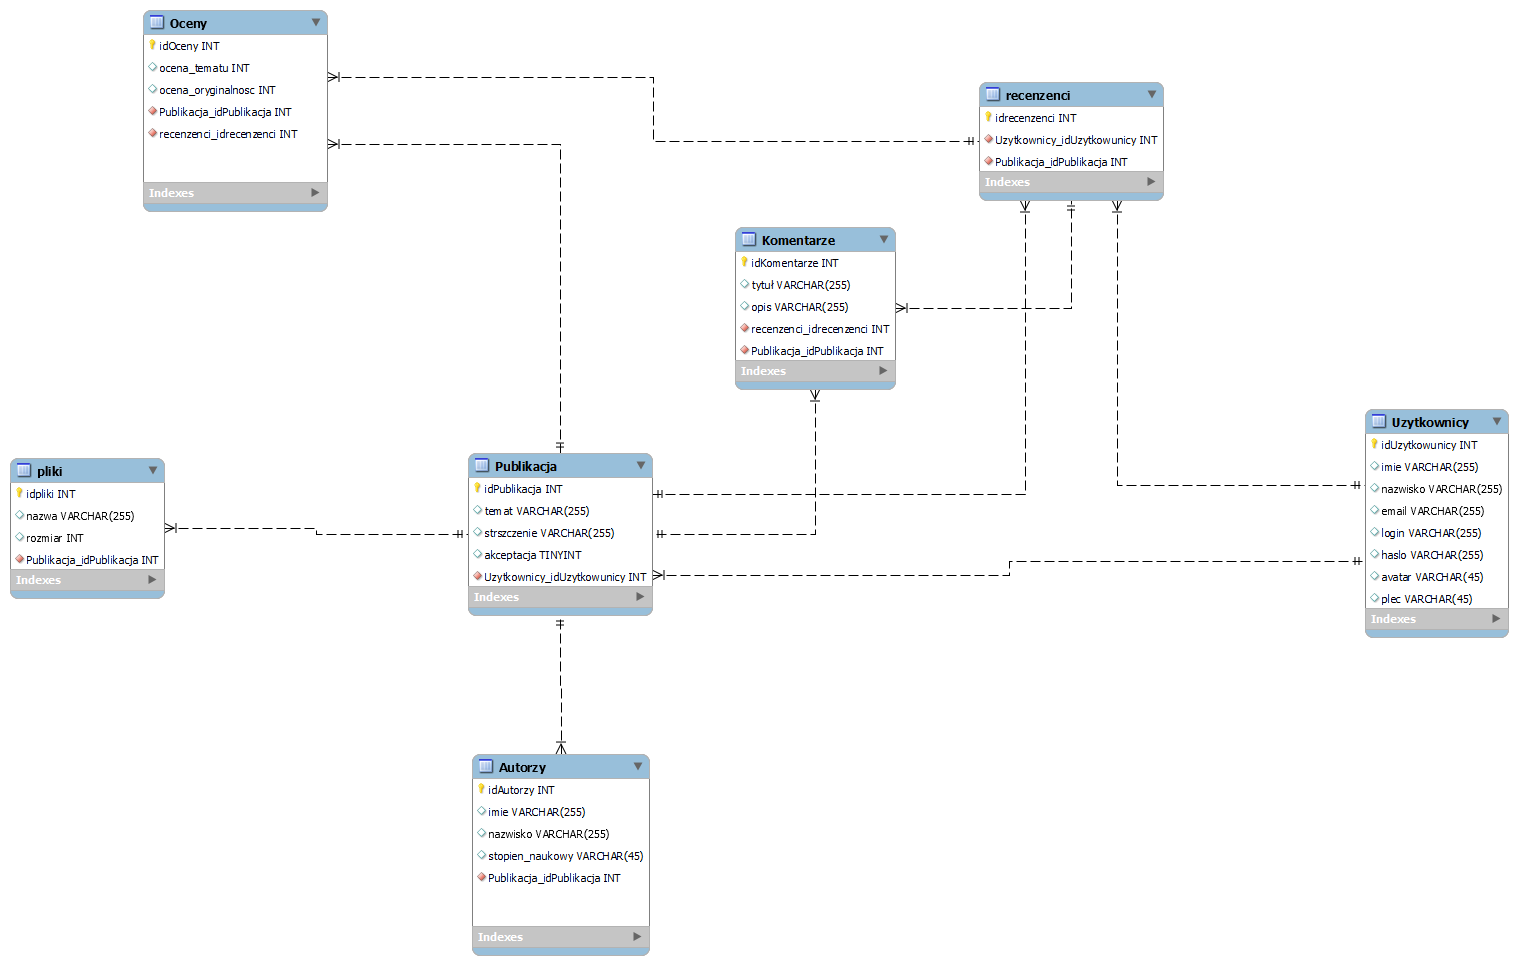 Oceny
idOceny INT
ocena_tematu INT
ocena_oryginalnosc INT
Publikacja_idPublikacja INT
recenzenci_idrecenzenci INT
Indexes
recenzenci
idrecenzenci INT
Uzytkownicy_idUzytkowunicy INT
Publikacja_idPublikacja INT
Indexes
Komentarze
idKomentarze INT
tytuł VARCHAR(255)
opis VARCHAR(255)
recenzenci_idrecenzenci INT
Publikacja_idPublikacja INT
Indexes
Uzytkownicy
idUzytkowunicy INT
imie VARCHAR(255)
nazwisko VARCHAR(255)
email VARCHAR(255)
login VARCHAR(255)
haslo VARCHAR(255)
avatar VARCHAR(45)
plec VARCHAR(45)
Indexes
pliki
idpliki INT
nazwa VARCHAR(255)
rozmiar INT
Publikacja_idPublikacja INT
Indexes
Publikacja
idPublikacja INT
temat VARCHAR(255)
strszczenie VARCHAR(255)
akceptacja TINYINT
Uzytkownicy_idUzytkowunicy INT
Indexes
Autorzy
idAutorzy INT
imie VARCHAR(255)
nazwisko VARCHAR(255)
stopien_naukowy VARCHAR(45)
Publikacja_idPublikacja INT
Indexes